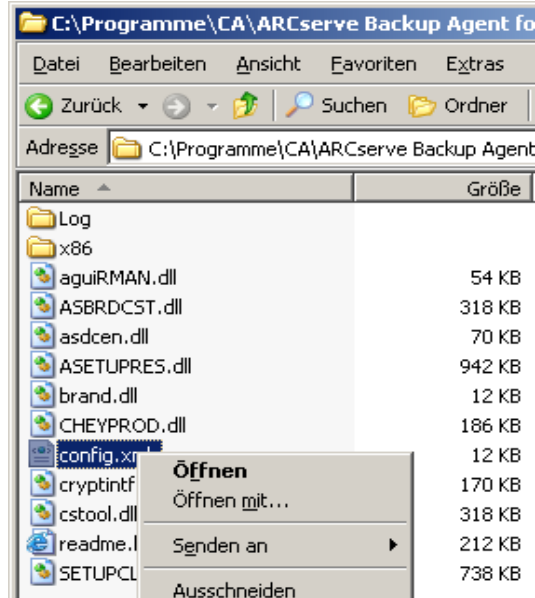 C:\Programme\CA\ARCserve Backup Agent fo
Datei Bearbeiten Ansicht Favoriten Extras
Zurück Suchen Ordner
Adresse C:\Programme\CA\ARCserve Backup Agent
Name Größe
Log
x86
aguiRMAN.dll 54 KB
ASBRDCST.dll 318 KB
asdcen.dll 70 KB
ASETUPRES.dll 942 KB
brand.dll 12 KB
CHEYPROD.dll 186 KB
config.xml 12 KB
cryptintf 170 KB
cstool.dll 318 KB
readme. 212 KB
SETUPCL 738 KB
Öffnen
Öffnen mit...
Senden an
Ausschneiden